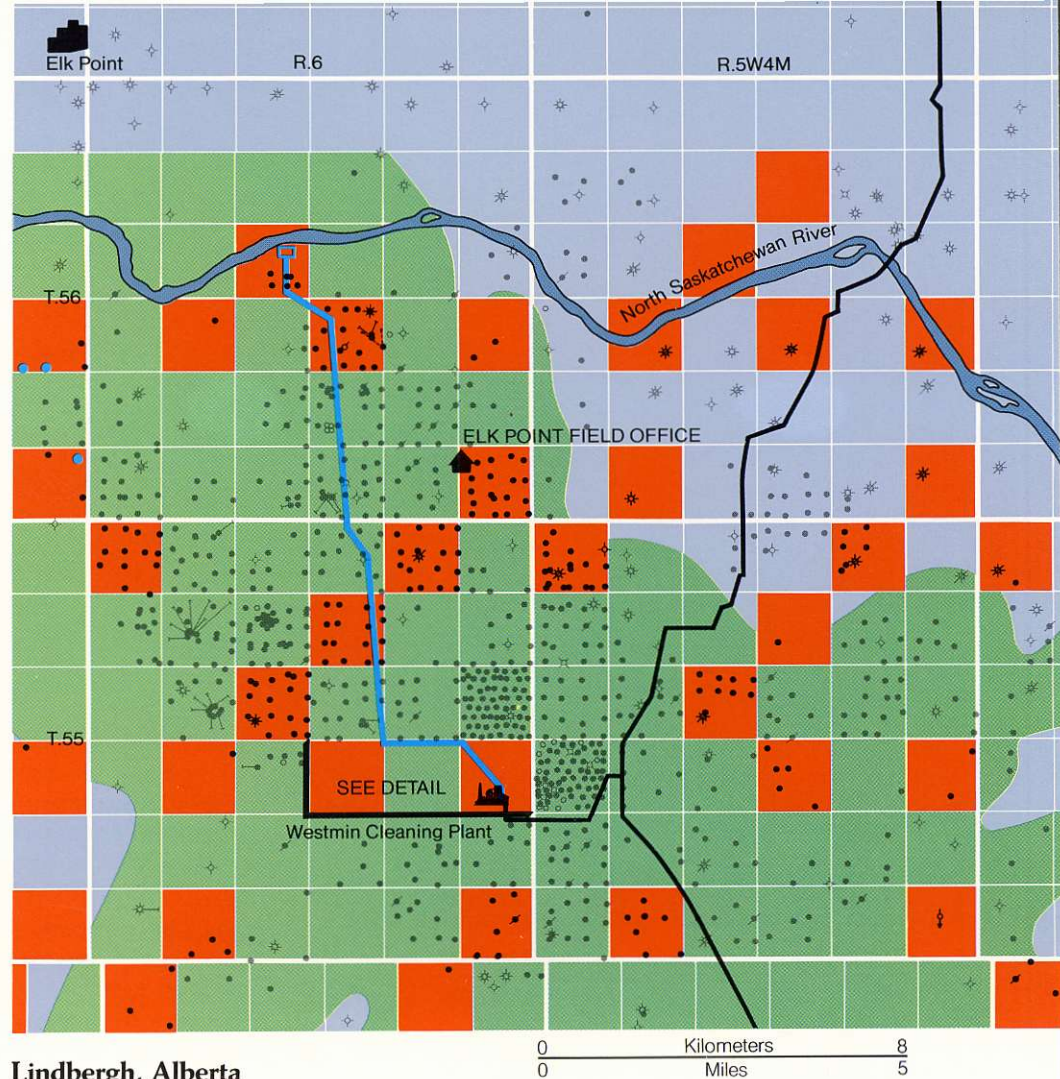 Elk Point
R.6
R.5W4M
North Saskatchewan River
T.56
ELK POINT FIELD OFFICE
T.55
SEE DETAIL
Westmin Cleaning Plant
0 Kilometers 8
0 Miles 5
Lindbergh, Alberta